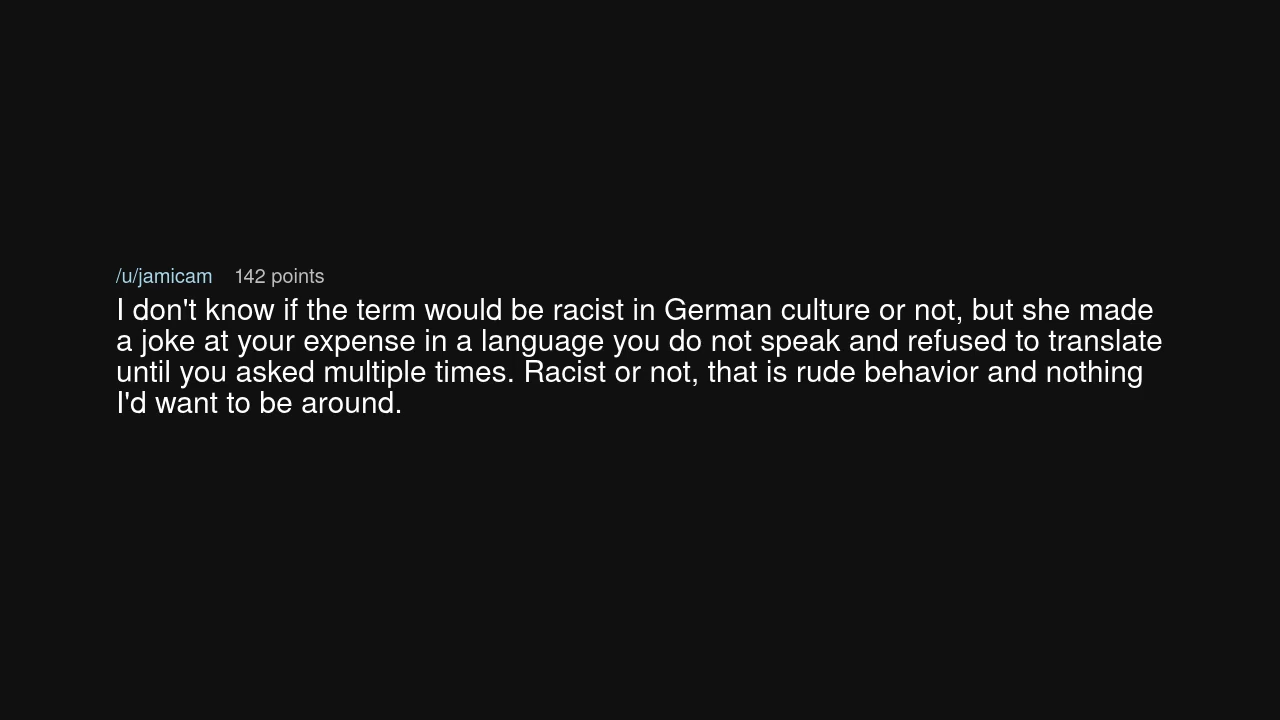 /u/jamicam 142 points
I don't know if the term would be racist in German culture or not, but she made
a joke at your expense in a language you do not speak and refused to translate
until you asked multiple times. Racist or not, that is rude behavior and nothing
I'd want to be around.